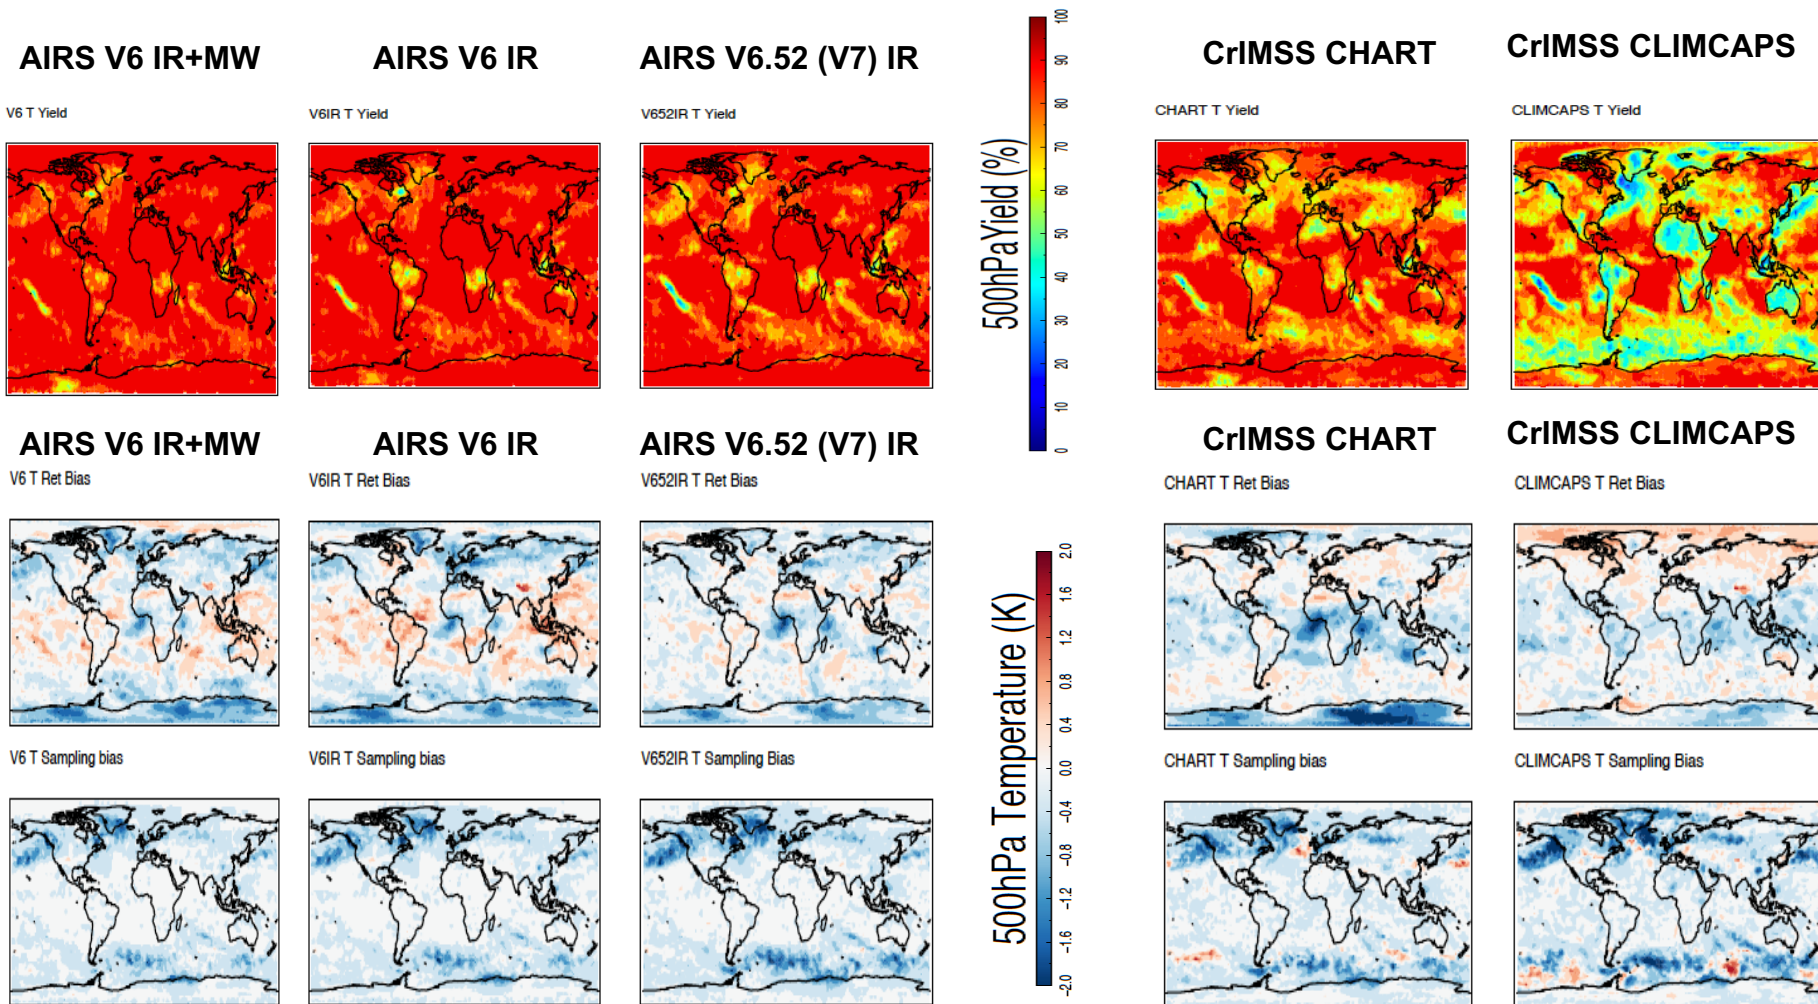 AIRS V6 IR+MW
AIRS V6 IR
AIRS V6.52 (V7) IR
CrIMSS CHART
CrIMSS CLIMCAPS
V6 T Yield
V6IR T Yield
V652IR T Yield
CHART T Yield
CLIMCAPS T Yield
500hPaYield (%)
100
90
80
70
60
50
40
30
20
10
0
AIRS V6 IR+MW
AIRS V6 IR
AIRS V6.52 (V7) IR
CrIMSS CHART
CrIMSS CLIMCAPS
V6 T Ret Bias
V6IR T Ret Bias
V652IR T Ret Bias
CHART T Ret Bias
CLIMCAPS T Ret Bias
500hPa Temperature (K)
2.0
1.6
1.2
0.8
0.4
0.0
-0.4
-0.8
-1.2
-1.6
-2.0
V6 T Sampling bias
V6IR T Sampling bias
V652IR T Sampling Bias
CHART T Sampling bias
CLIMCAPS T Sampling Bias